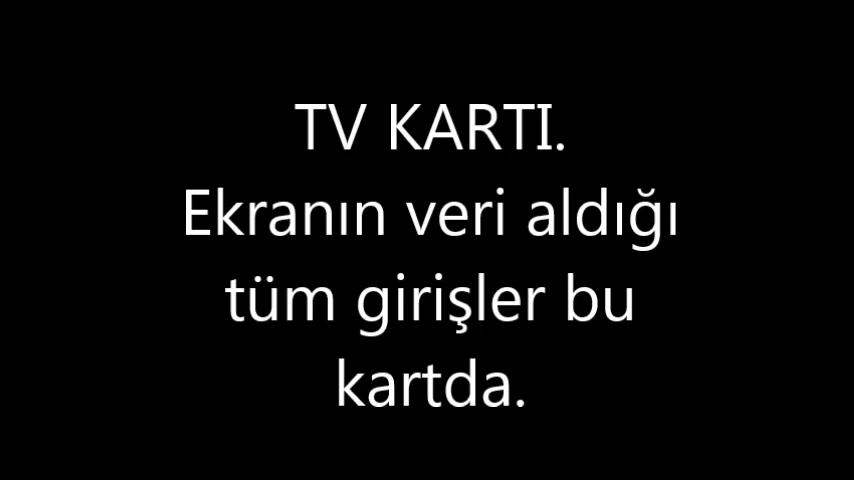 TV KARTI.
Ekranın veri aldığı
tüm girişler bu
kartda.